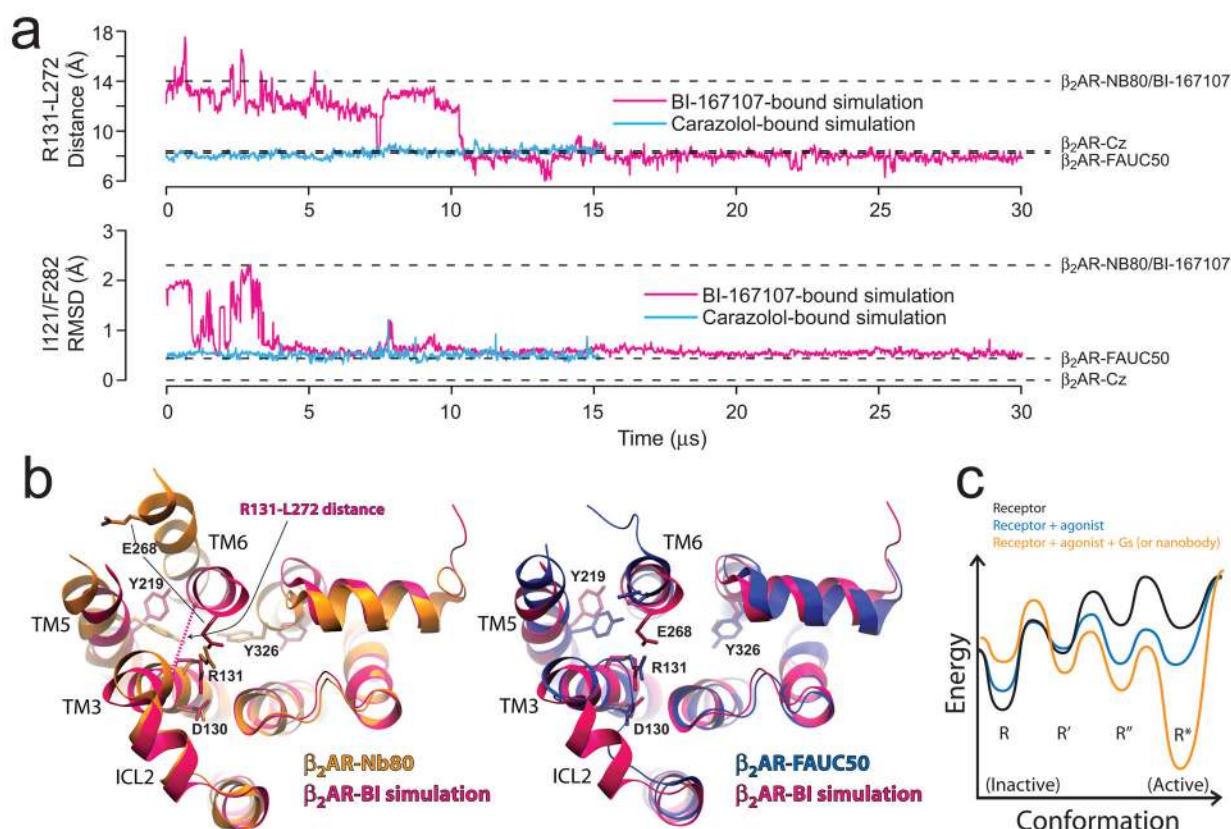 a
R131-L272
Distance (Å)
18
14
10
6
BI-167107-bound simulation
Carazolol-bound simulation
β₂AR-NB80/BI-167107
β₂AR-Cz
β₂AR-FAUC50
0 5 10 15 20 25 30
I121/F282
RMSD (Å)
2
1
0
BI-167107-bound simulation
Carazolol-bound simulation
β₂AR-NB80/BI-167107
β₂AR-FAUC50
β₂AR-Cz
0 5 10 15 20 25 30
Time (μs)
b
R131-L272 distance
E268
TM6
Y219
TM5
Y326
R131
TM3
D130
ICL2
β₂AR-Nb80
β₂AR-BI simulation
TM6
Y219
E268
Y326
R131
TM3
D130
ICL2
β₂AR-FAUC50
β₂AR-BI simulation
c
Receptor
Receptor + agonist
Receptor + agonist + Gs (or nanobody)
Energy
R R' R″ R*
(Inactive) (Active)
Conformation